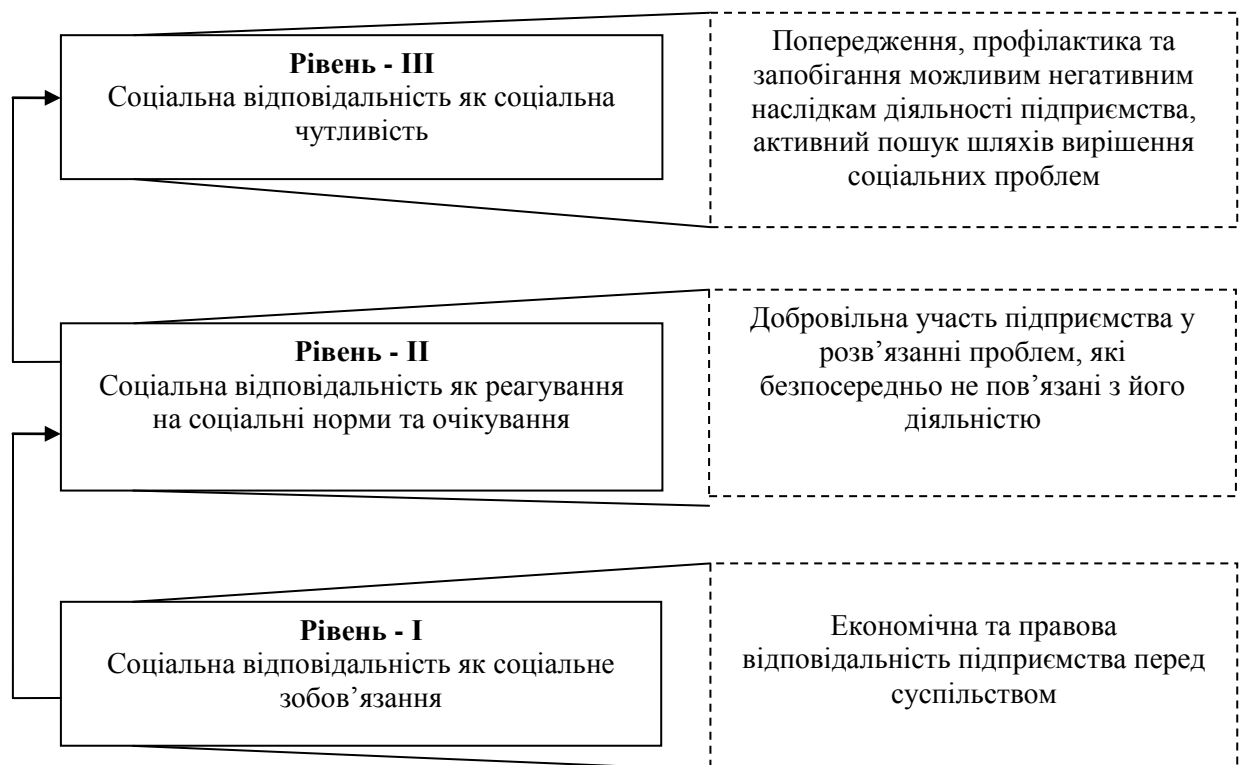 Рівень - III
Соціальна відповідальність як соціальна
чутливість
Попередження, профілактика та
запобігання можливим негативним
наслідкам діяльності підприємства,
активний пошук шляхів вирішення
соціальних проблем
Рівень - II
Соціальна відповідальність як реагування
на соціальні норми та очікування
Добровільна участь підприємства у
розв’язанні проблем, які
безпосередньо не пов’язані з його
діяльністю
Рівень - I
Соціальна відповідальність як соціальне
зобов’язання
Економічна та правова
відповідальність підприємства перед
суспільством